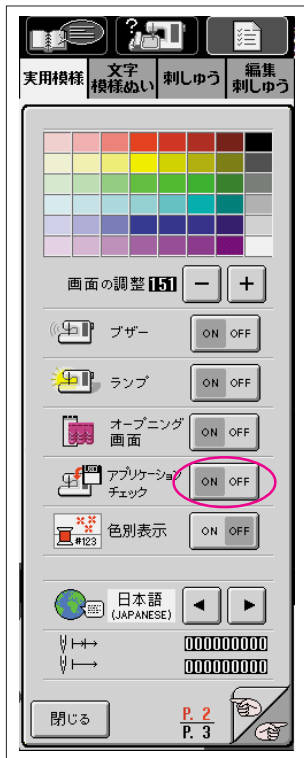 実用模様 文字模様ぬい 刺しゅう 編集刺しゅう
画面の調整 151 − +
ブザー ON OFF
ランプ ON OFF
オープニング画面 ON OFF
アプリケーションチェック ON OFF
#123 色別表示 ON OFF
日本語
(JAPANESE)
000000000
000000000
閉じる P. 2
P. 3